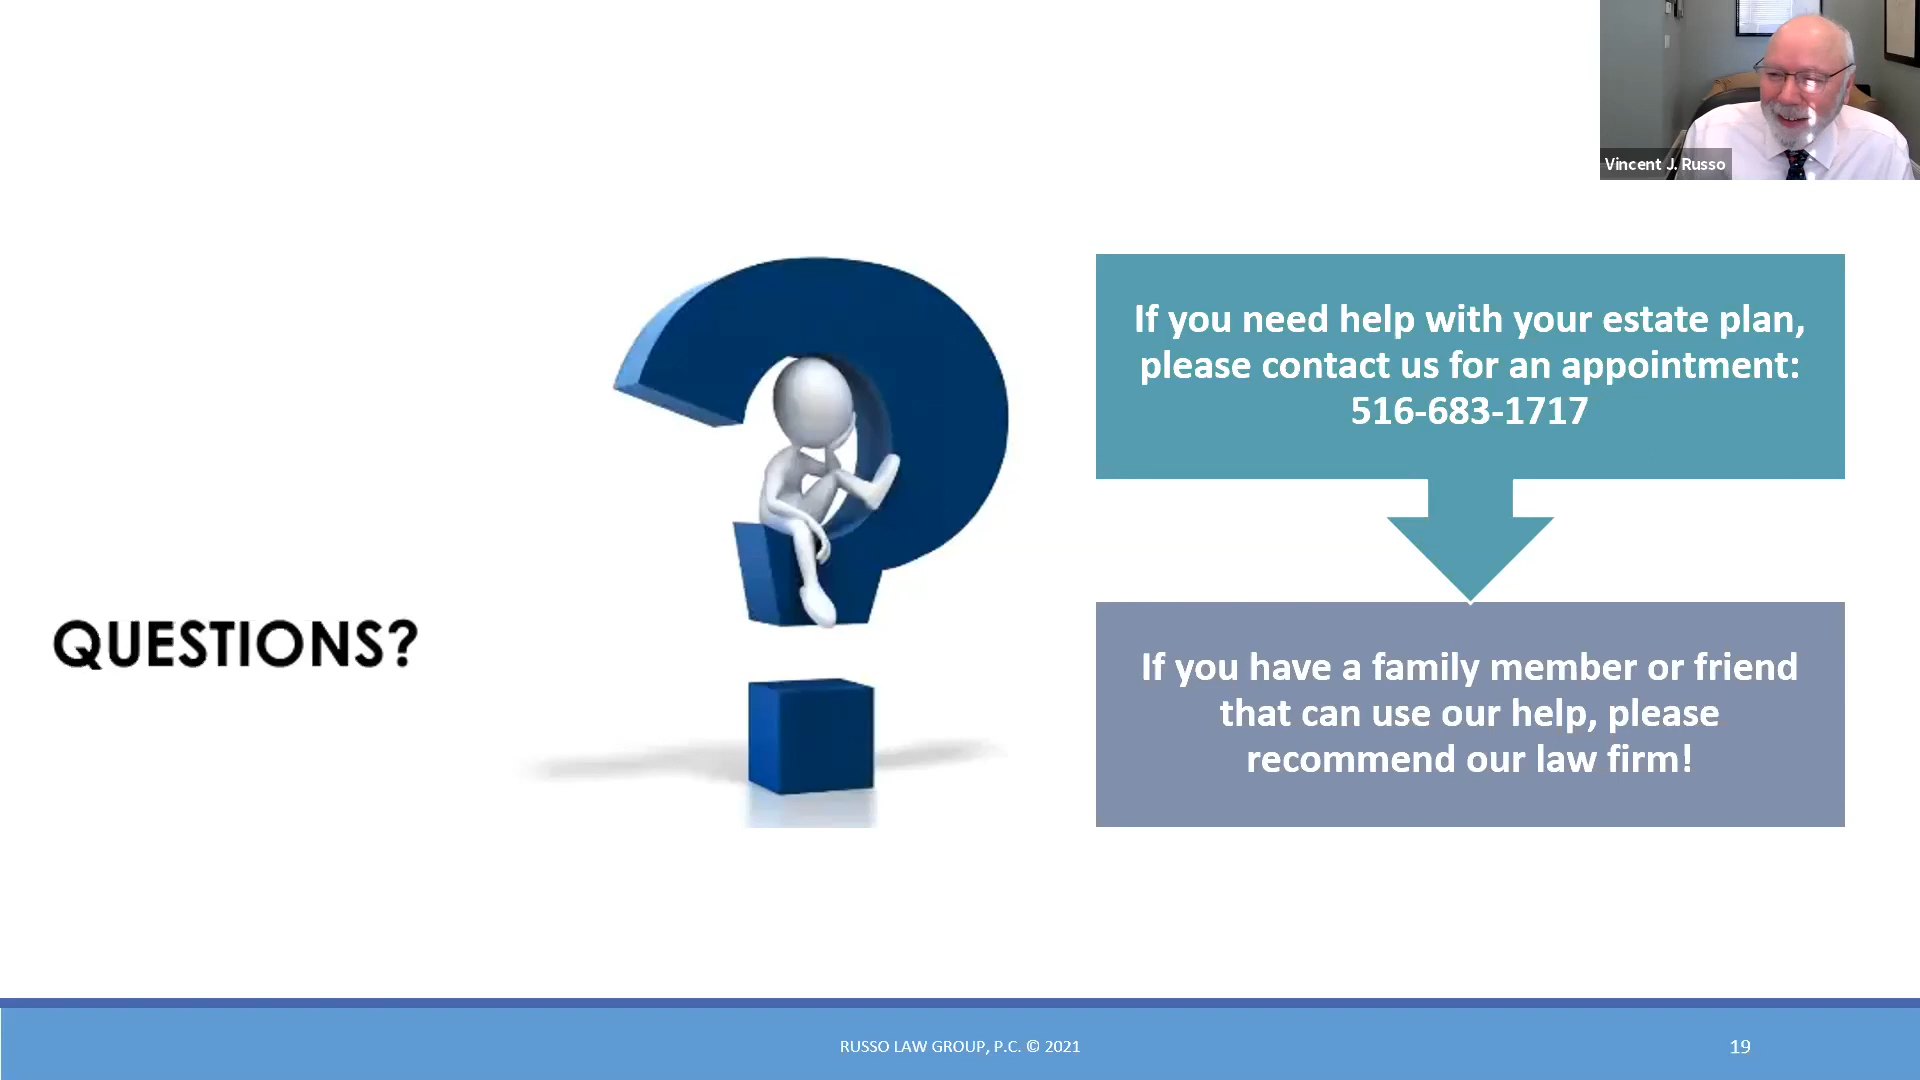 Vincent J. Russo
If you need help with your estate plan,
please contact us for an appointment:
516-683-1717
QUESTIONS?
If you have a family member or friend
that can use our help, please
recommend our law firm!
RUSSO LAW GROUP, P.C. © 2021
19